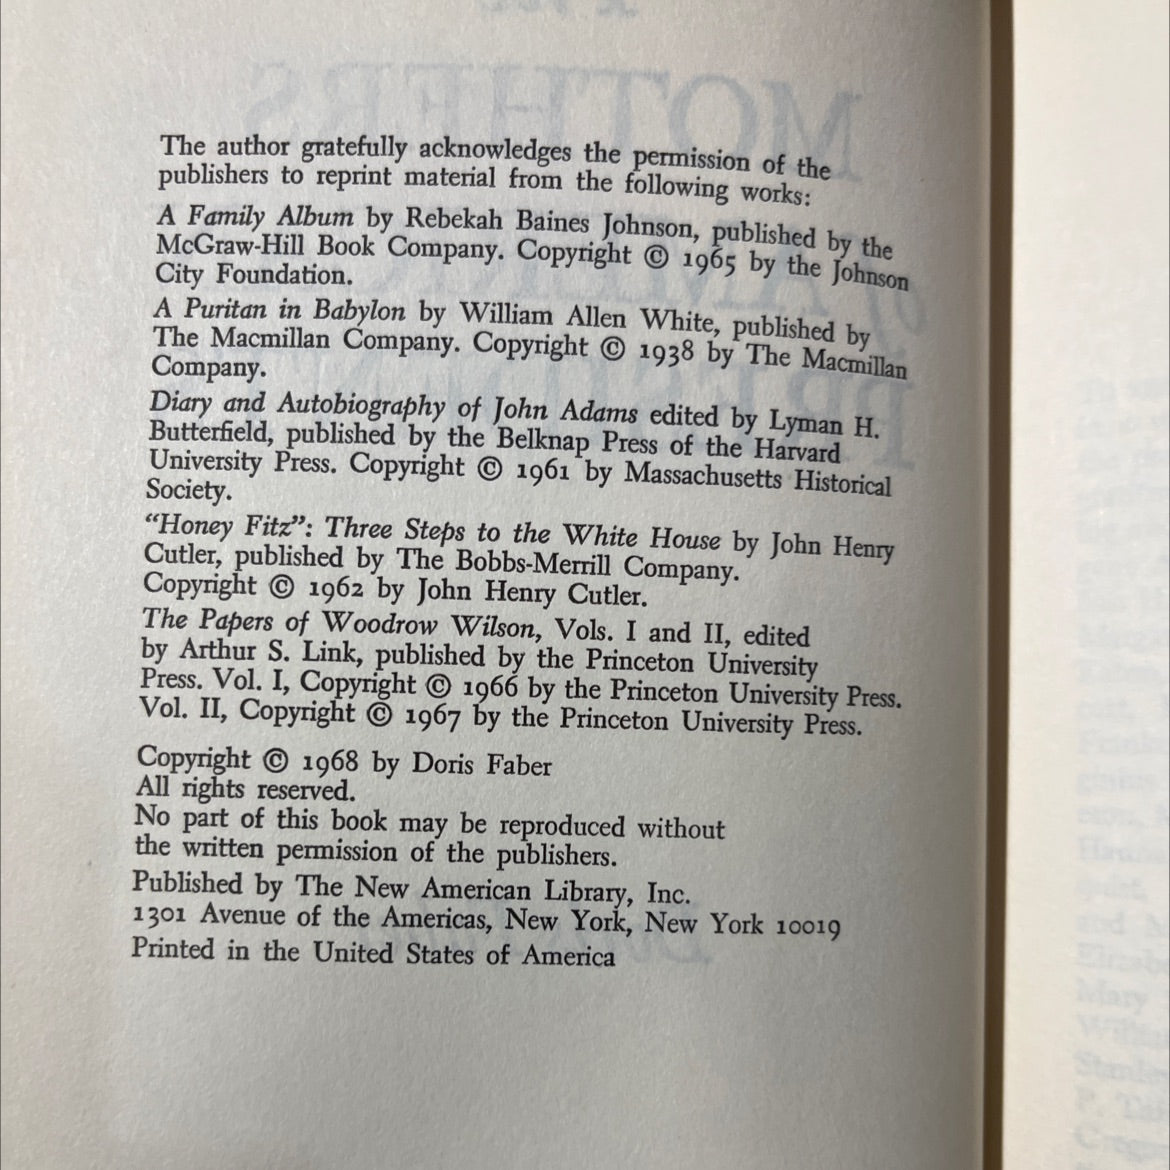 The author gratefully acknowledges the permission of the
publishers to reprint material from the following works:
A Family Album by Rebekah Baines Johnson, published by the
McGraw-Hill Book Company. Copyright © 1965 by the Johnson
City Foundation.
A Puritan in Babylon by William Allen White, published by
The Macmillan Company. Copyright © 1938 by The Macmillan
Company.
Diary and Autobiography of John Adams edited by Lyman H.
Butterfield, published by the Belknap Press of the Harvard
University Press. Copyright © 1961 by Massachusetts Historical
Society.
“Honey Fitz”: Three Steps to the White House by John Henry
Cutler, published by The Bobbs-Merrill Company.
Copyright © 1962 by John Henry Cutler.
The Papers of Woodrow Wilson, Vols. I and II, edited
by Arthur S. Link, published by the Princeton University
Press. Vol. I, Copyright © 1966 by the Princeton University Press.
Vol. II, Copyright © 1967 by the Princeton University Press.
Copyright © 1968 by Doris Faber
All rights reserved.
No part of this book may be reproduced without
the written permission of the publishers.
Published by The New American Library, Inc.
1301 Avenue of the Americas, New York, New York 10019
Printed in the United States of America